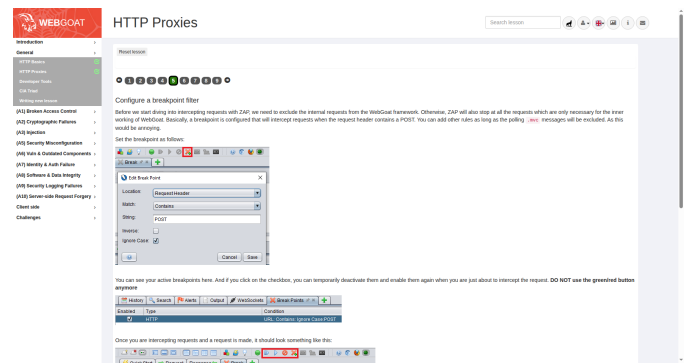 WEBGOAT
HTTP Proxies
Search lesson
Introduction
General
HTTP Basics
HTTP Proxies
Developer Tools
CIA Triad
Writing new lesson
(A1) Broken Access Control
(A2) Cryptographic Failures
(A3) Injection
(A5) Security Misconfiguration
(A6) Vuln & Outdated Components
(A7) Identity & Auth Failure
(A8) Software & Data Integrity
(A9) Security Logging Failures
(A10) Server-side Request Forgery
Client side
Challenges
Reset lesson
1 2 3 4 5 6 7 8 9
Configure a breakpoint filter
Before we start diving into intercepting requests with ZAP, we need to exclude the internal requests from the WebGoat framework. Otherwise, ZAP will also stop at all the requests which are only necessary for the inner
working of WebGoat. Basically, a breakpoint is configured that will intercept requests when the request header contains a POST. You can add other rules as long as the polling .mvc messages will be excluded. As this
would be annoying.
Set the breakpoint as follows:
Break
Edit Break Point
Location: Request Header
Match: Contains
String: POST
Inverse:
Ignore Case:
Cancel Save
You can see your active breakpoints here. And if you click on the checkbox, you can temporarily deactivate them and enable them again when you are just about to intercept the request. DO NOT use the green/red button
anymore
History Search Alerts Output WebSockets Break Points
Enabled Type Condition
HTTP URL: Contains: Ignore Case:POST
Once you are intercepting requests and a request is made, it should look something like this: